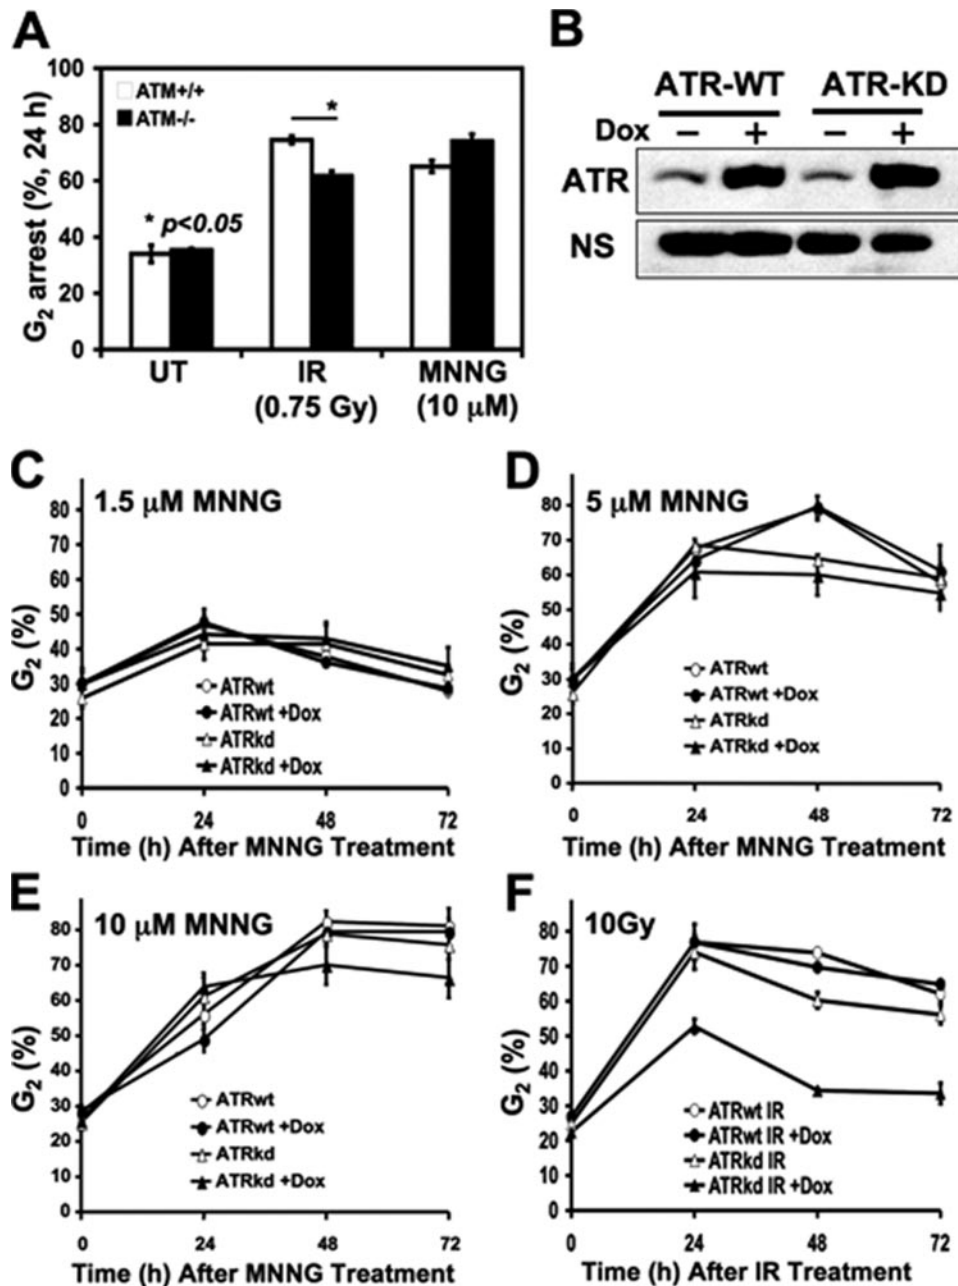 A
B
100
80
60
40
20
0
G2 arrest (%, 24 h)
ATM+/+
ATM-/-
*
* p<0.05
UT
IR
(0.75 Gy)
MNNG
(10 μM)
ATR-WT ATR-KD
Dox − + − +
ATR
NS
C
1.5 μM MNNG
80
70
60
50
40
30
20
10
0
G2 (%)
ATRwt
ATRwt +Dox
ATRkd
ATRkd +Dox
0 24 48 72
Time (h) After MNNG Treatment
D
5 μM MNNG
80
70
60
50
40
30
20
10
0
G2 (%)
ATRwt
ATRwt +Dox
ATRkd
ATRkd +Dox
0 24 48 72
Time (h) After MNNG Treatment
E
10 μM MNNG
80
70
60
50
40
30
20
10
0
G2 (%)
ATRwt
ATRwt +Dox
ATRkd
ATRkd +Dox
0 24 48 72
Time (h) After MNNG Treatment
F
10Gy
80
70
60
50
40
30
20
10
0
G2 (%)
ATRwt IR
ATRwt IR +Dox
ATRkd IR
ATRkd IR +Dox
0 24 48 72
Time (h) After IR Treatment